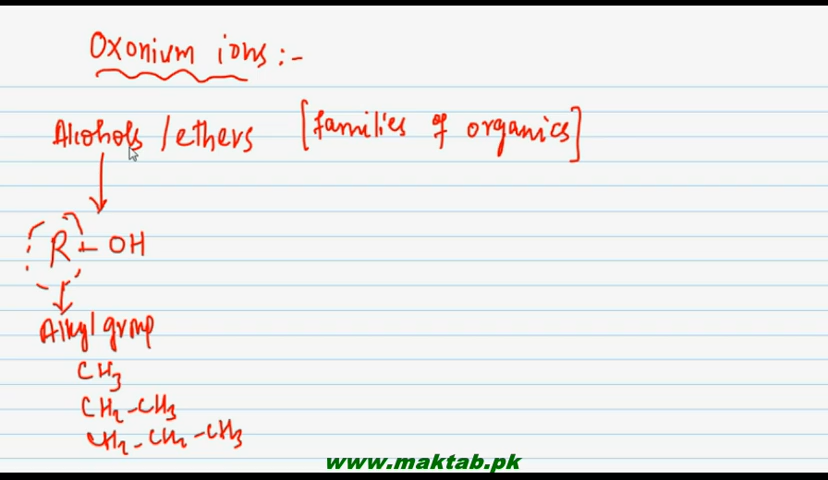 Oxonium ions :-
Alcohols / ethers [families of organics]
R - OH
Alkyl group
CH3
CH2 - CH3
CH2 - CH2 - CH3
www.maktab.pk